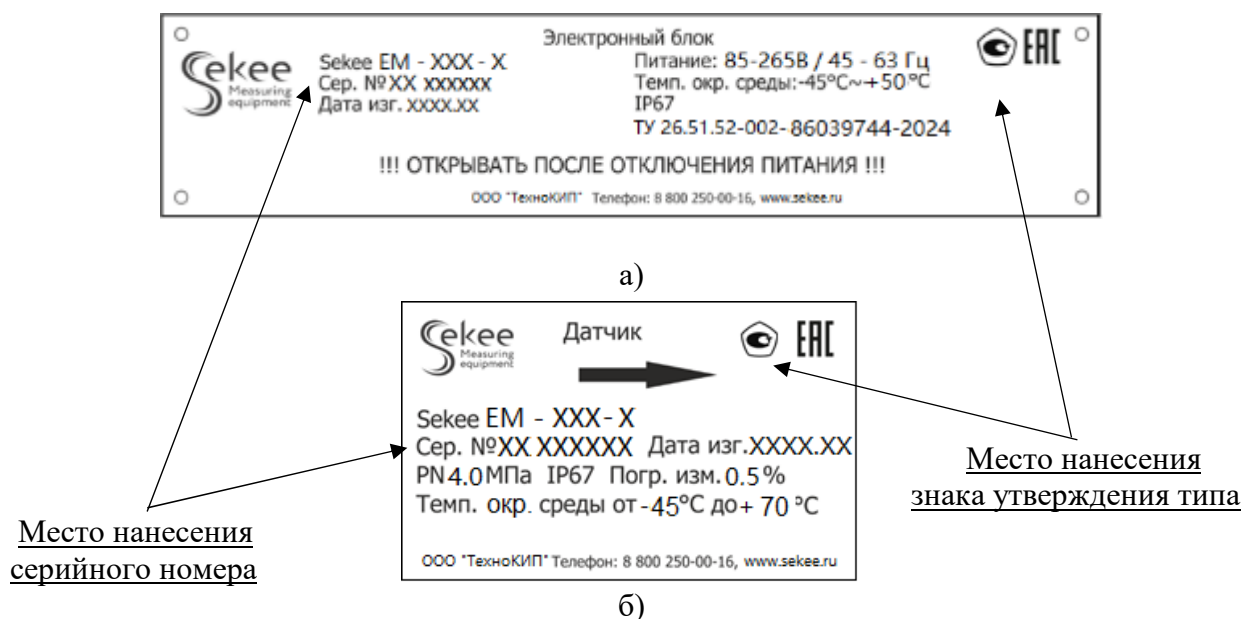 Электронный блок
Sekee
Measuring
equipment
Sekee EM - XXX - X
Сер. №XX XXXXXX
Дата изг. XXXX.XX
Питание: 85-265В / 45 - 63 Гц
Темп. окр. среды:-45°C~+50°C
IP67
ТУ 26.51.52-002-86039744-2024
EAC
!!! ОТКРЫВАТЬ ПОСЛЕ ОТКЛЮЧЕНИЯ ПИТАНИЯ !!!
ООО "ТехноКИП" Телефон: 8 800 250-00-16, www.sekee.ru
а)
Sekee
Measuring
equipment
Датчик
EAC
Sekee EM - XXX-X
Сер. №XX XXXXXX Дата изг.XXXX.XX
PN4.0МПа IP67 Погр. изм.0.5%
Темп. окр. среды от-45°C до+ 70 °C
ООО "ТехноКИП" Телефон: 8 800 250-00-16, www.sekee.ru
Место нанесения
серийного номера
Место нанесения
знака утверждения типа
б)